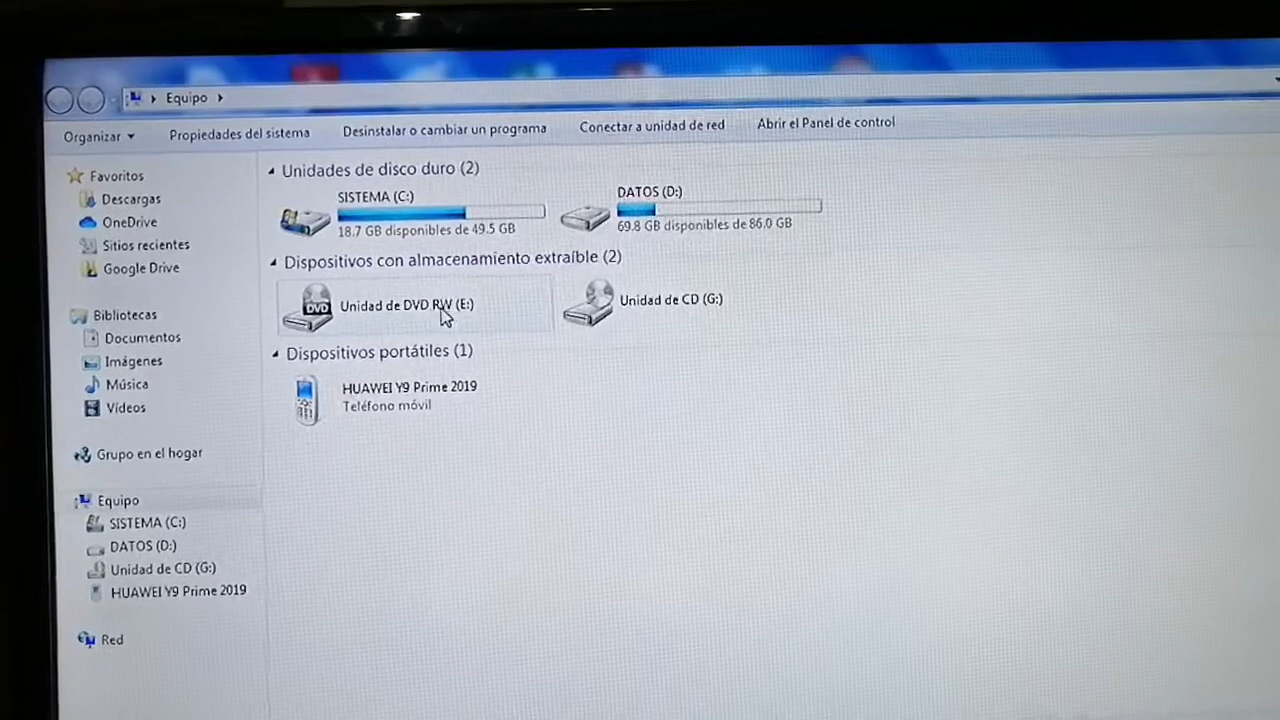 Equipo
Organizar
Propiedades del sistema
Desinstalar o cambiar un programa
Conectar a unidad de red
Abrir el Panel de control
Favoritos
Descargas
OneDrive
Sitios recientes
Google Drive
Bibliotecas
Documentos
Imágenes
Música
Vídeos
Grupo en el hogar
Equipo
SISTEMA (C:)
DATOS (D:)
Unidad de CD (G:)
HUAWEI Y9 Prime 2019
Red
Unidades de disco duro (2)
SISTEMA (C:)
18.7 GB disponibles de 49.5 GB
DATOS (D:)
69.8 GB disponibles de 86.0 GB
Dispositivos con almacenamiento extraíble (2)
DVD
Unidad de DVD RW (E:)
Unidad de CD (G:)
Dispositivos portátiles (1)
HUAWEI Y9 Prime 2019
Teléfono móvil